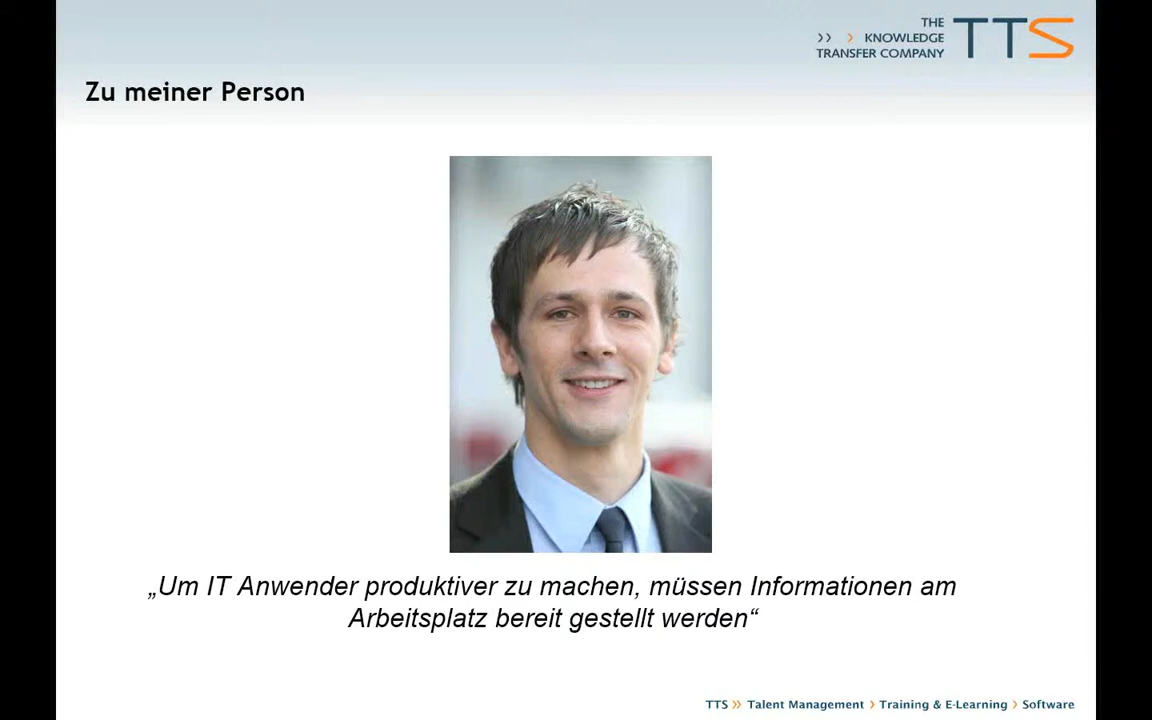 THE
>> > KNOWLEDGE
TRANSFER COMPANY
TTS
Zu meiner Person
„Um IT Anwender produktiver zu machen, müssen Informationen am
Arbeitsplatz bereit gestellt werden“
TTS >> Talent Management > Training & E-Learning > Software